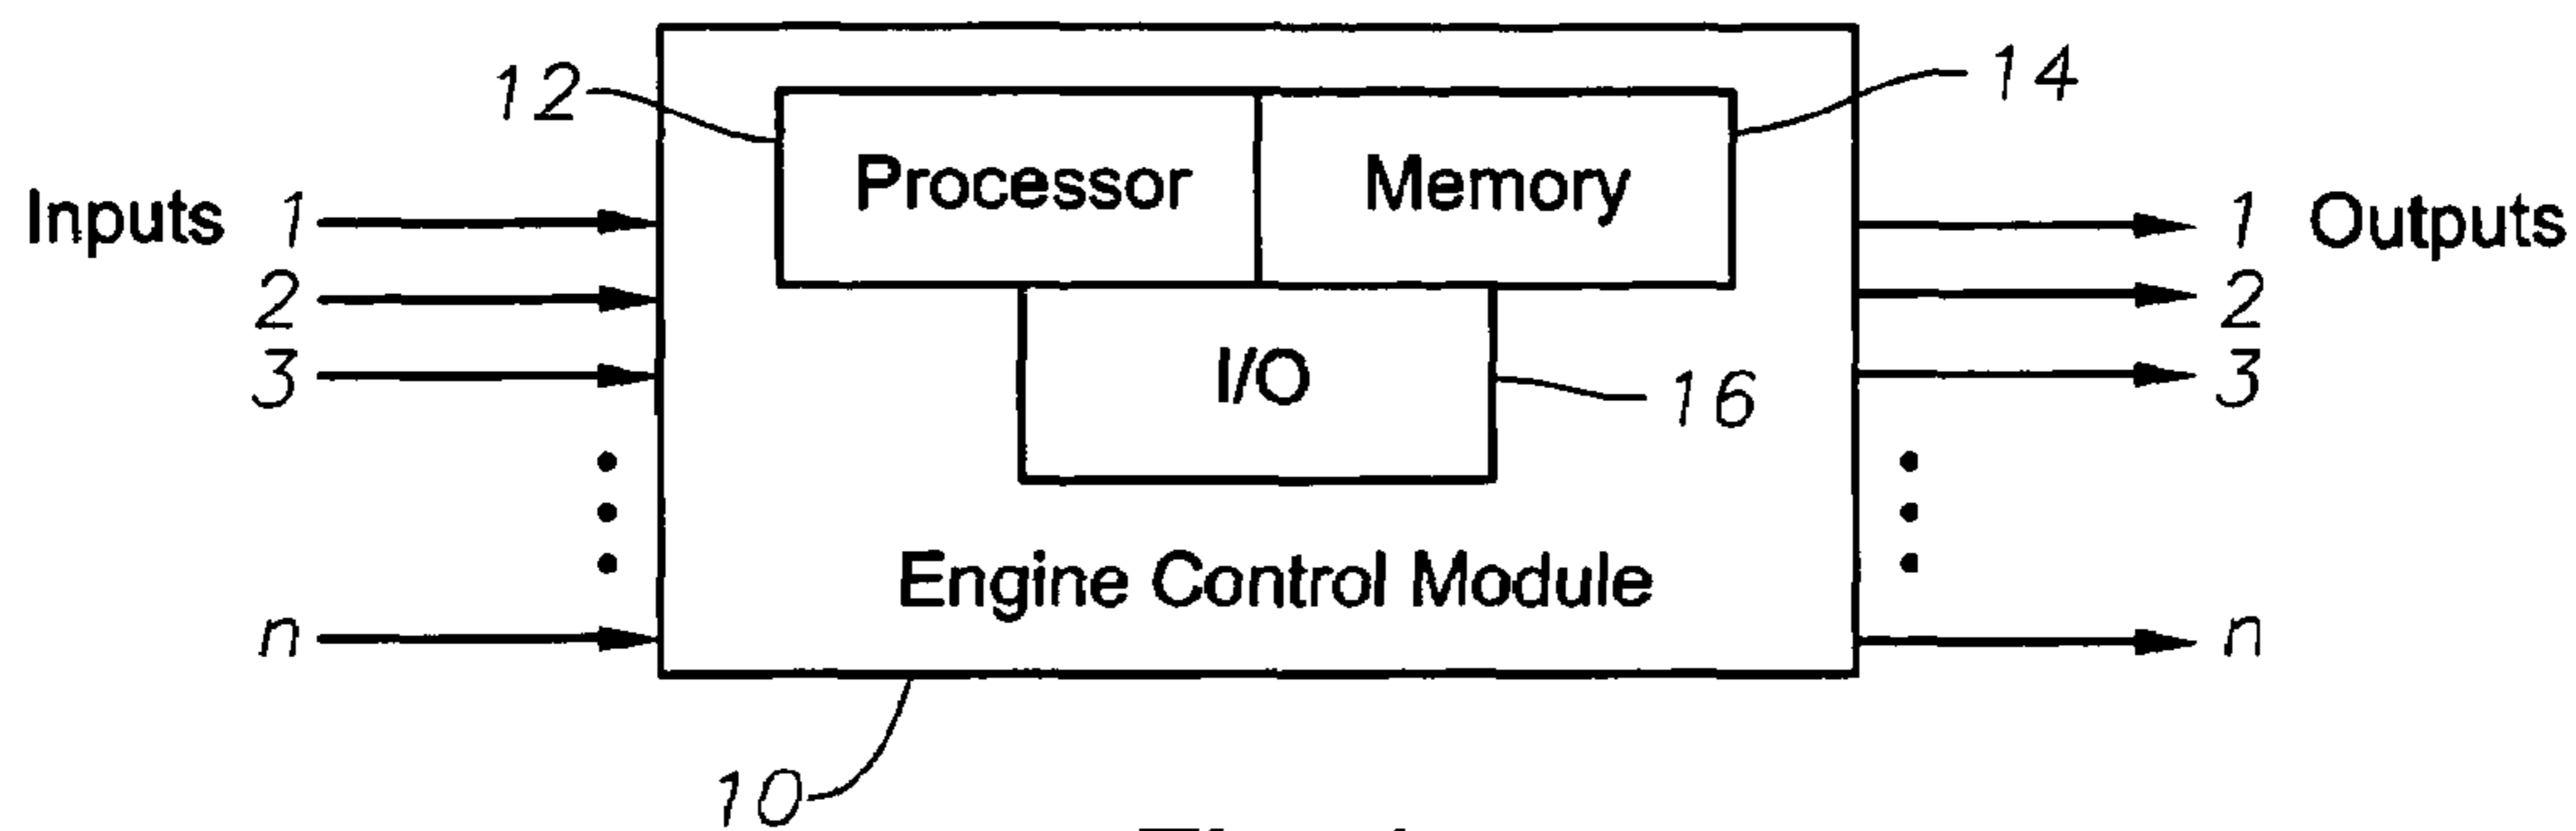 12
14
Processor
Memory
Inputs 1
1 Outputs
2
2
3
3
I/O
16
Engine Control Module
n
n
10